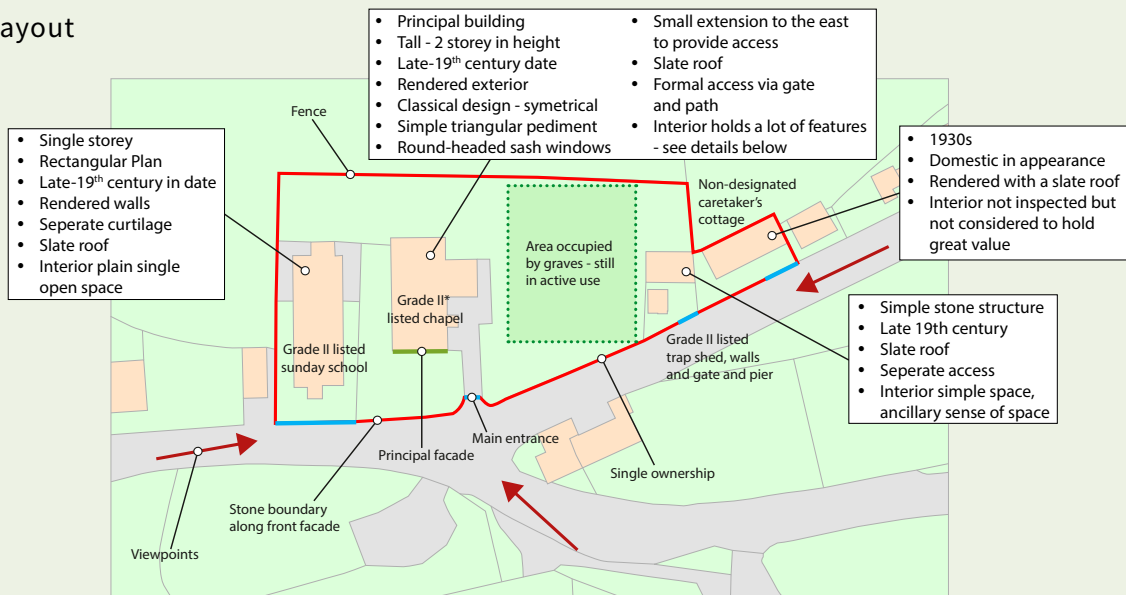 ayout
• Principal building
• Tall - 2 storey in height
• Late-19th century date
• Rendered exterior
• Classical design - symetrical
• Simple triangular pediment
• Round-headed sash windows
• Small extension to the east
to provide access
• Slate roof
• Formal access via gate
and path
• Interior holds a lot of features
- see details below
Fence
• Single storey
• Rectangular Plan
• Late-19th century in date
• Rendered walls
• Seperate curtilage
• Slate roof
• Interior plain single
open space
• 1930s
• Domestic in appearance
• Rendered with a slate roof
• Interior not inspected but
not considered to hold
great value
Non-designated
caretaker's
cottage
Area occupied
by graves - still
in active use
Grade II*
listed chapel
Grade II listed
sunday school
Grade II listed
trap shed, walls
and gate and pier
• Simple stone structure
• Late 19th century
• Slate roof
• Seperate access
• Interior simple space,
ancillary sense of space
Main entrance
Principal facade
Single ownership
Stone boundary
along front facade
Viewpoints